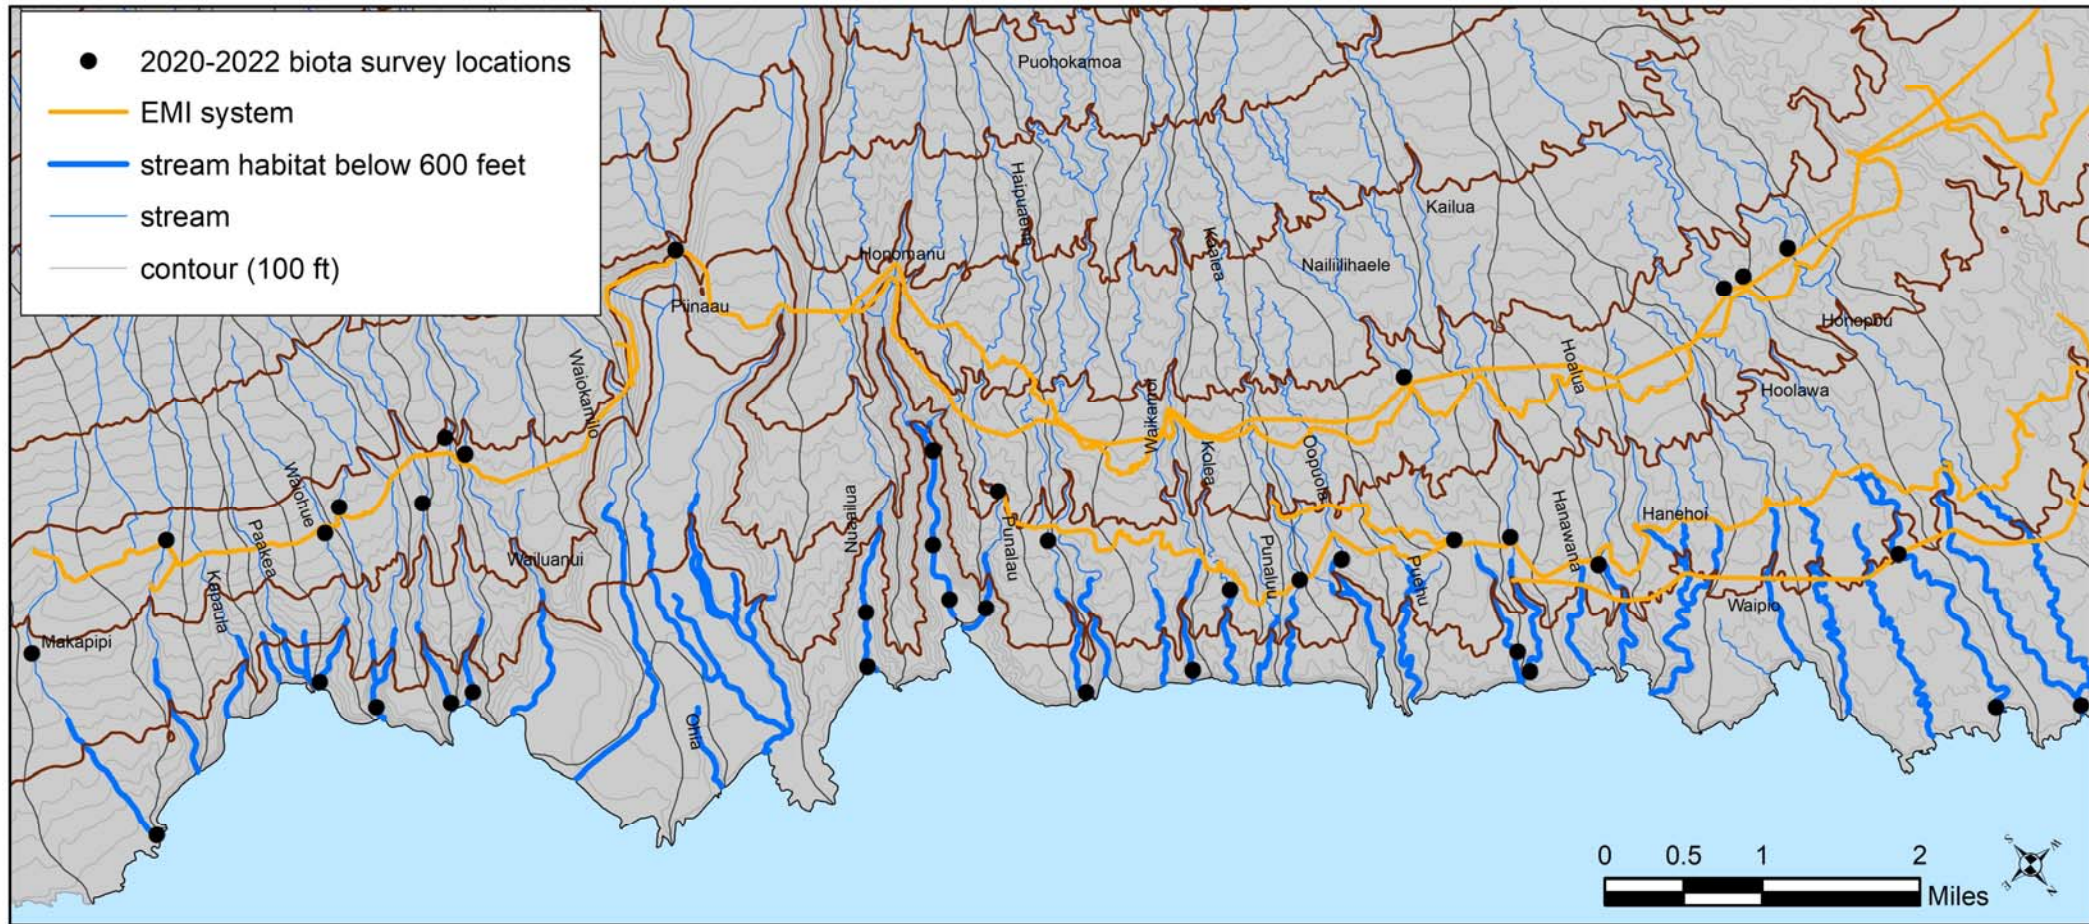 2020-2022 biota survey locations
EMI system
stream habitat below 600 feet
stream
contour (100 ft)
Puohokamoa
Haipuaena
Kailua
Honomanu
Kaaiea
Nailiilihaele
Piinaau
Honopou
Waiokamilo
Hoalua
Hoolawa
Waikamoi
Kolea
Oopuola
Waiohue
Paakea
Nuaailua
Punalau
Hanawana
Hanehoi
Wailuanui
Kapaula
Punaluu
Puehu
Waipio
Makapipi
Ohia
0 0.5 1 2
Miles
S W
E N